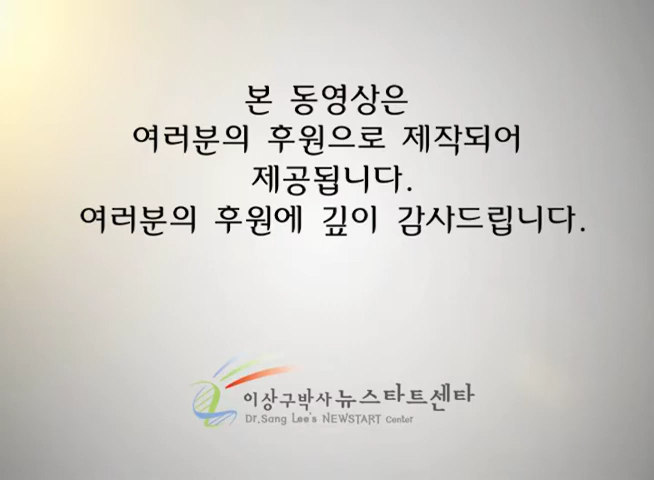 본 동영상은
여러분의 후원으로 제작되어
제공됩니다.
여러분의 후원에 깊이 감사드립니다.
이상구박사뉴스타트센타
Dr.Sang Lee's NEWSTART Center